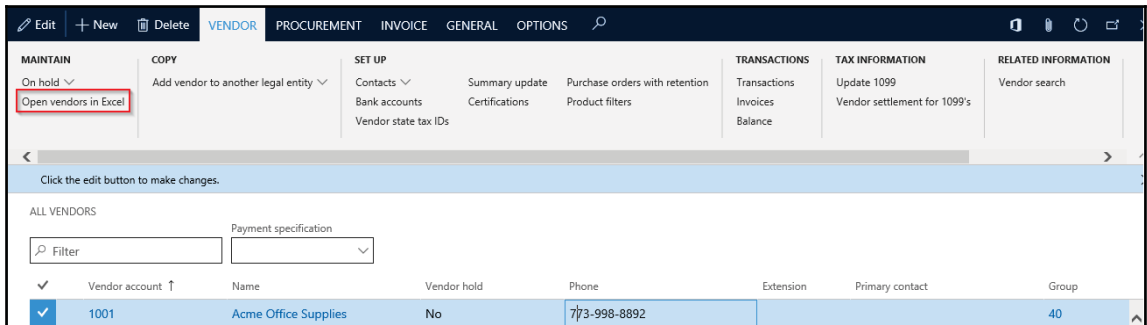 Edit + New Delete VENDOR PROCUREMENT INVOICE GENERAL OPTIONS
MAINTAIN COPY SET UP TRANSACTIONS TAX INFORMATION RELATED INFORMATION
On hold Add vendor to another legal entity Contacts Summary update Purchase orders with retention Transactions Update 1099 Vendor search
Open vendors in Excel Bank accounts Certifications Product filters Invoices Vendor settlement for 1099's
Vendor state tax IDs Balance
Click the edit button to make changes.
ALL VENDORS
Payment specification
Filter
Vendor account ↑ Name Vendor hold Phone Extension Primary contact Group
1001 Acme Office Supplies No 773-998-8892 40